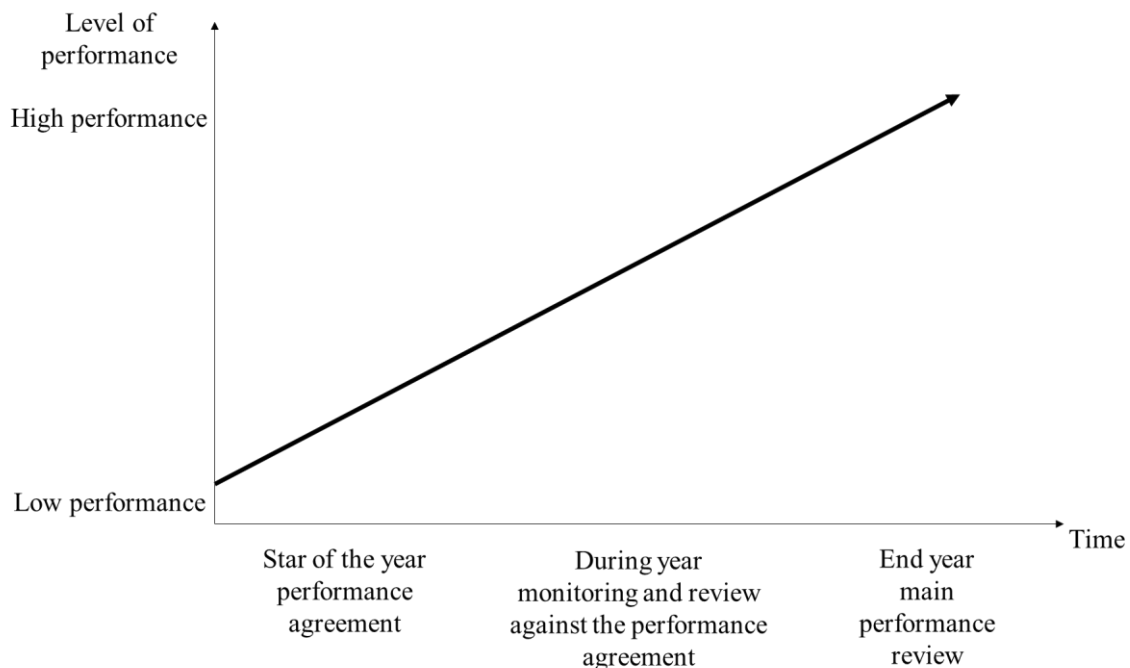 Level of
performance
High performance
Low performance
Time
Star of the year
performance
agreement
During year
monitoring and review
against the performance
agreement
End year
main
performance
review